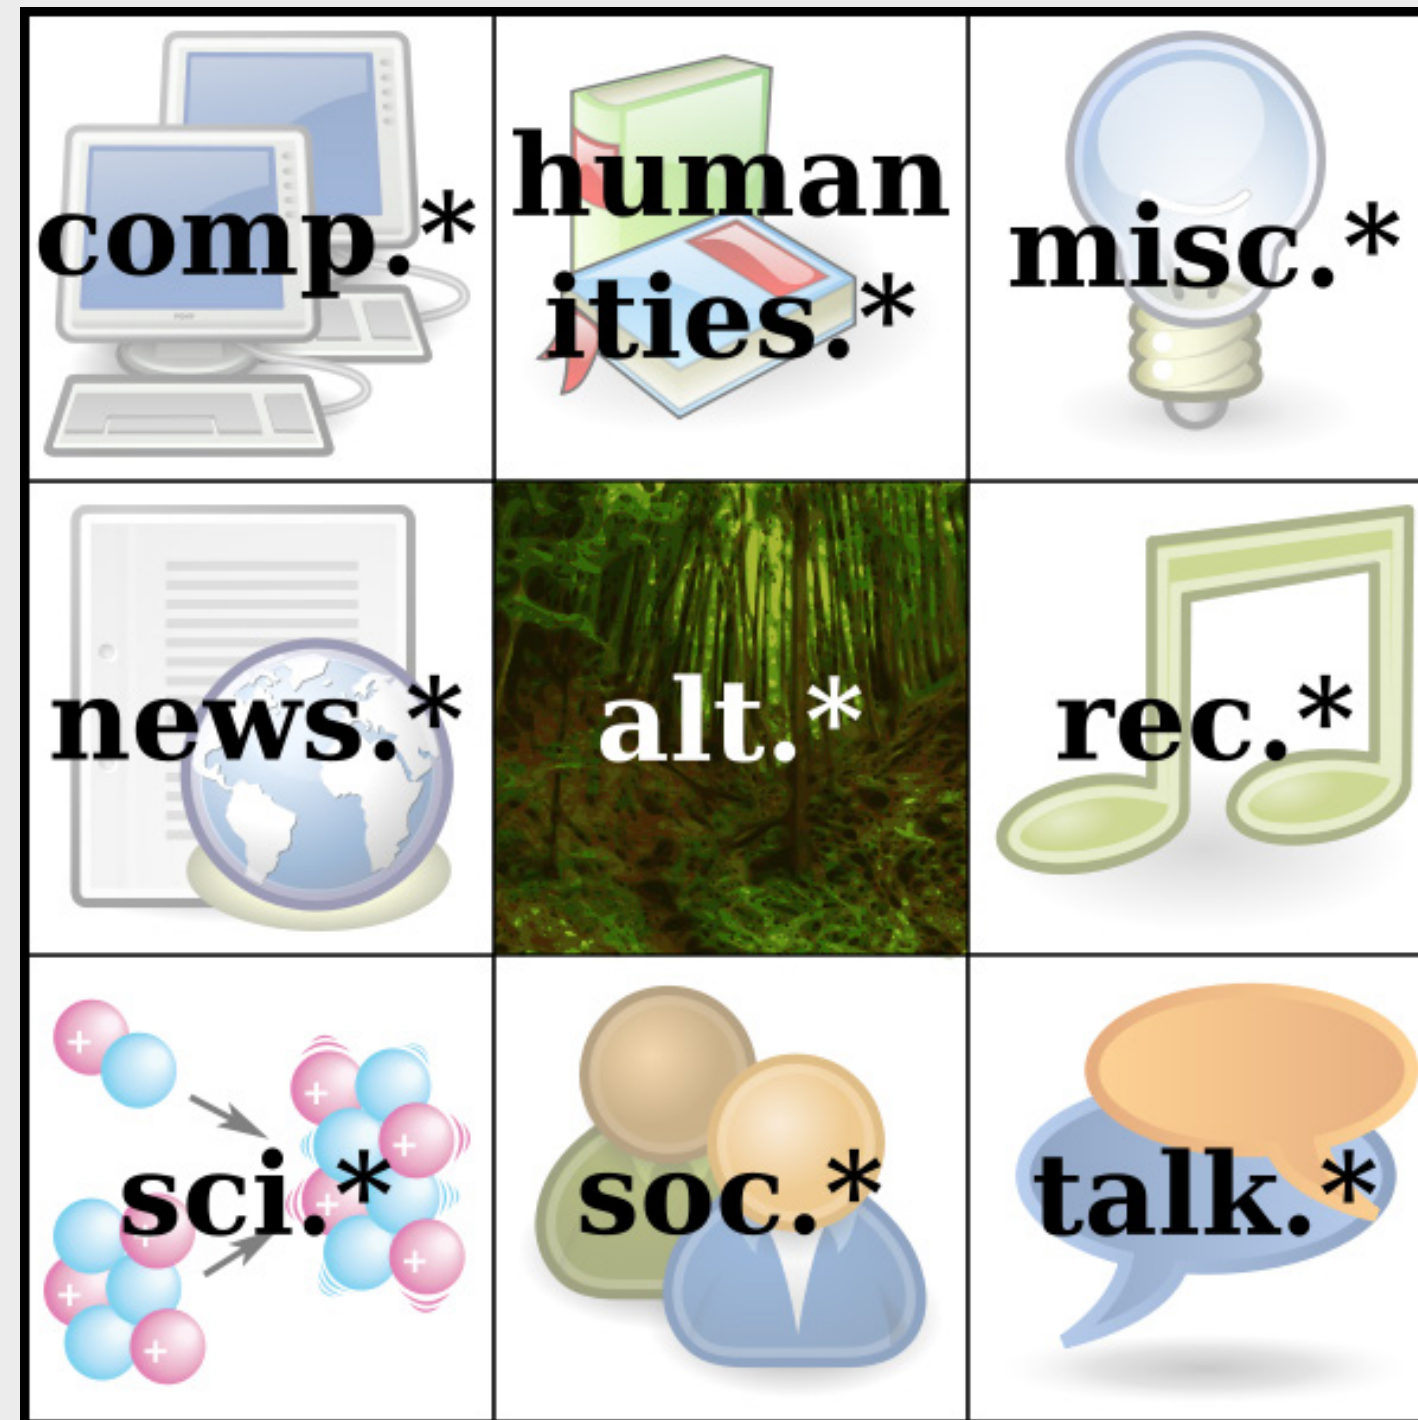 comp.*
human
ities.*
misc.*
news.*
alt.*
rec.*
sci.*
soc.*
talk.*